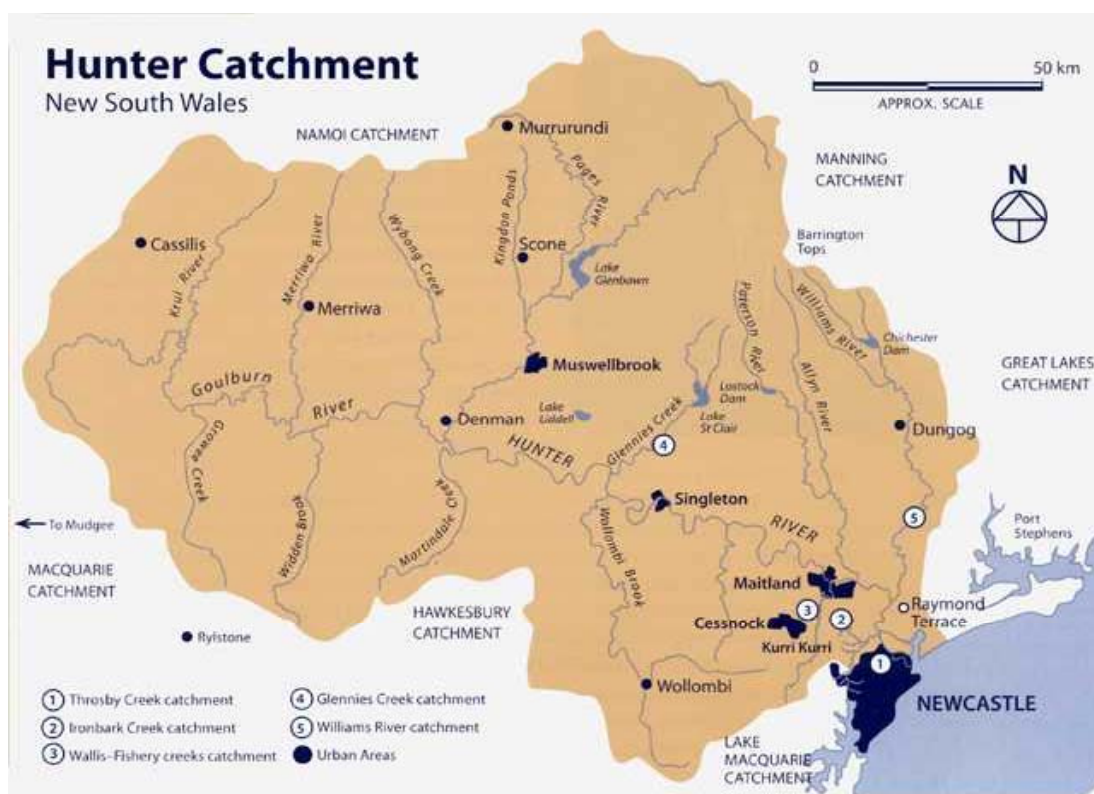 Hunter Catchment
New South Wales
0
50 km
APPROX. SCALE
NAMOI CATCHMENT
Murrurundi
MANNING
CATCHMENT
N
Pages
River
Kingdon Ponds
Cassilis
Krui River
Merriwa River
Wybong Creek
Scone
Lake
Glenbawn
Barrington
Tops
Merriwa
Paterson River
Williams River
Allyn River
Chichester
Dam
GREAT LAKES
CATCHMENT
Muswellbrook
Goulburn
River
Denman
Lake
Liddell
Lostock
Dam
Lake
St Clair
Dungog
HUNTER
Glennies Creek
4
Growee
Creek
Singleton
RIVER
5
Port
Stephens
To Mudgee
Widden Brook
Martindale Creek
Wollombi Brook
MACQUARIE
CATCHMENT
Maitland
HAWKESBURY
CATCHMENT
Cessnock
3
2
Raymond
Terrace
Kurri Kurri
Rylstone
1
Wollombi
NEWCASTLE
1 Throsby Creek catchment
2 Ironbark Creek catchment
3 Wallis-Fishery creeks catchment
4 Glennies Creek catchment
5 Williams River catchment
Urban Areas
LAKE
MACQUARIE
CATCHMENT